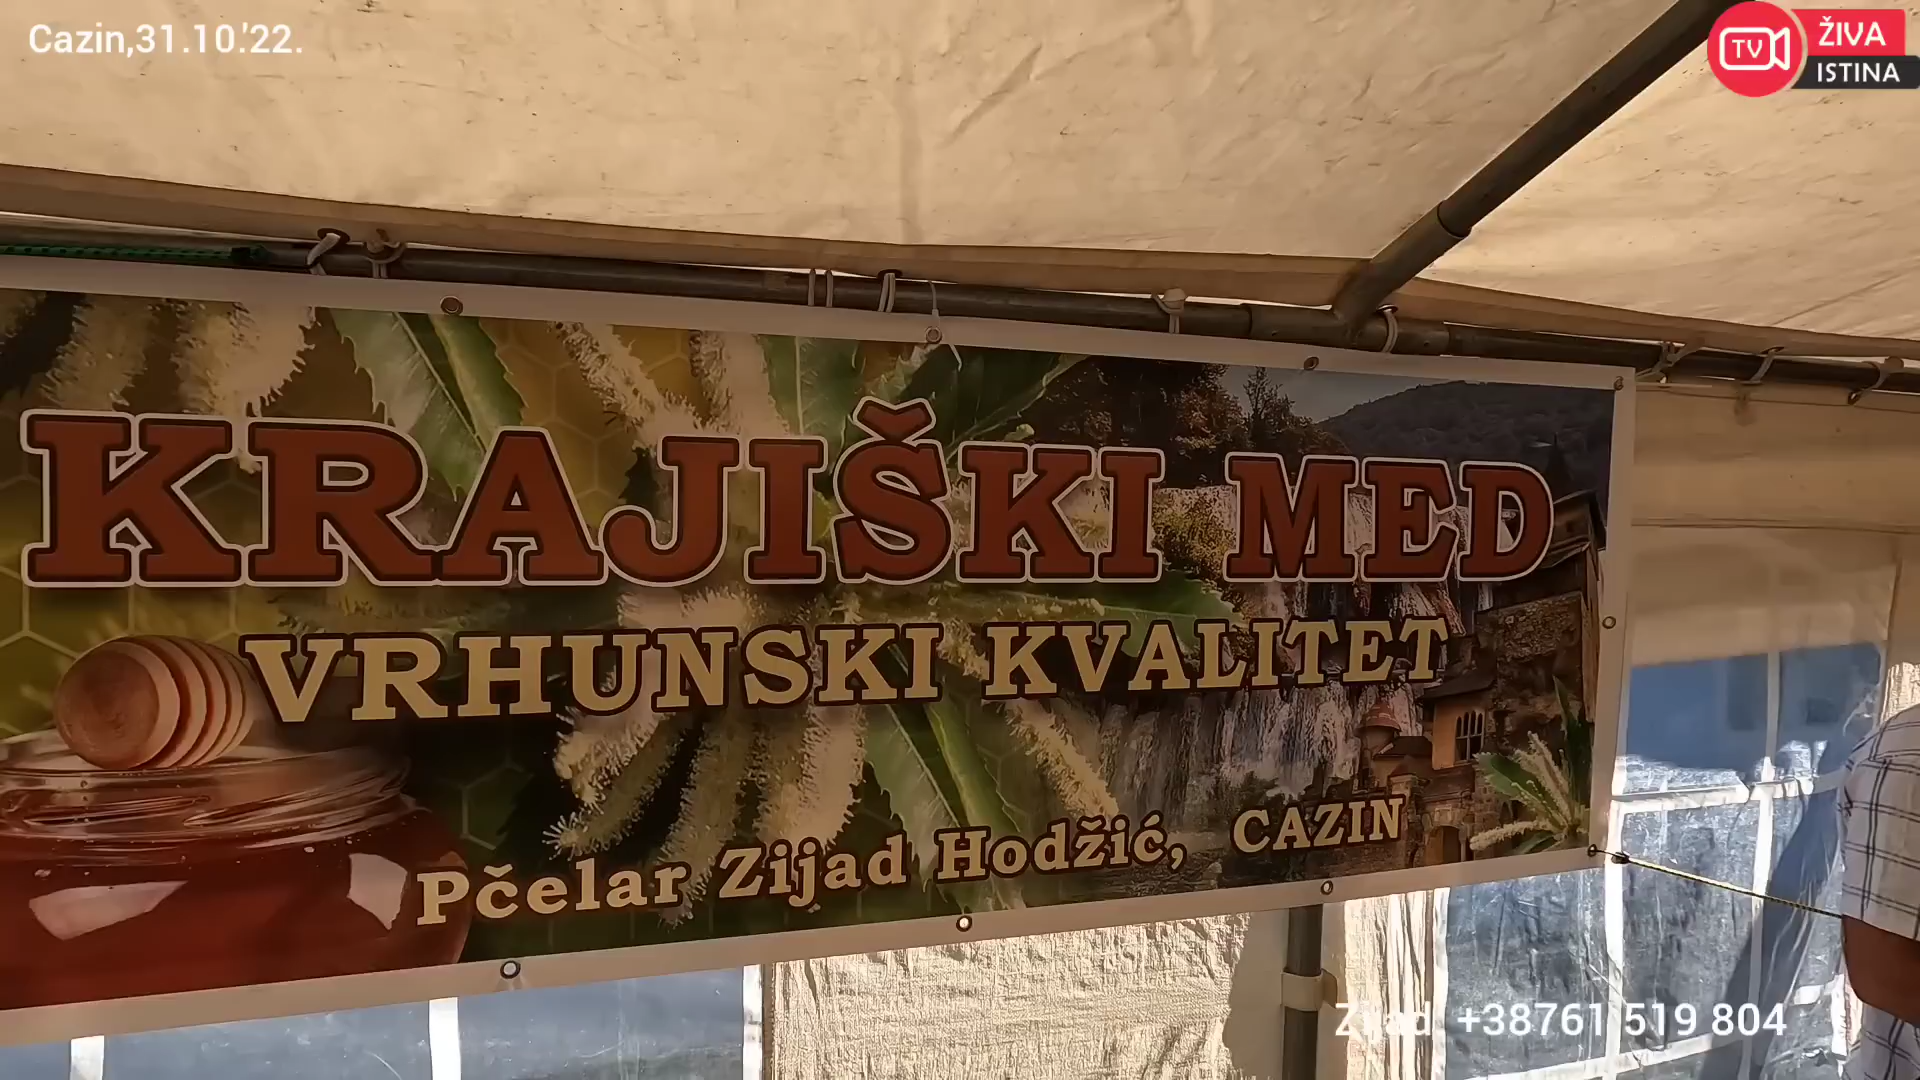 Cazin,31.10.'22.
TV
ŽIVA
ISTINA
KRAJIŠKI MED
VRHUNSKI KVALITET
Pčelar Zijad Hodžić, CAZIN
Zijad: +38761 519 804